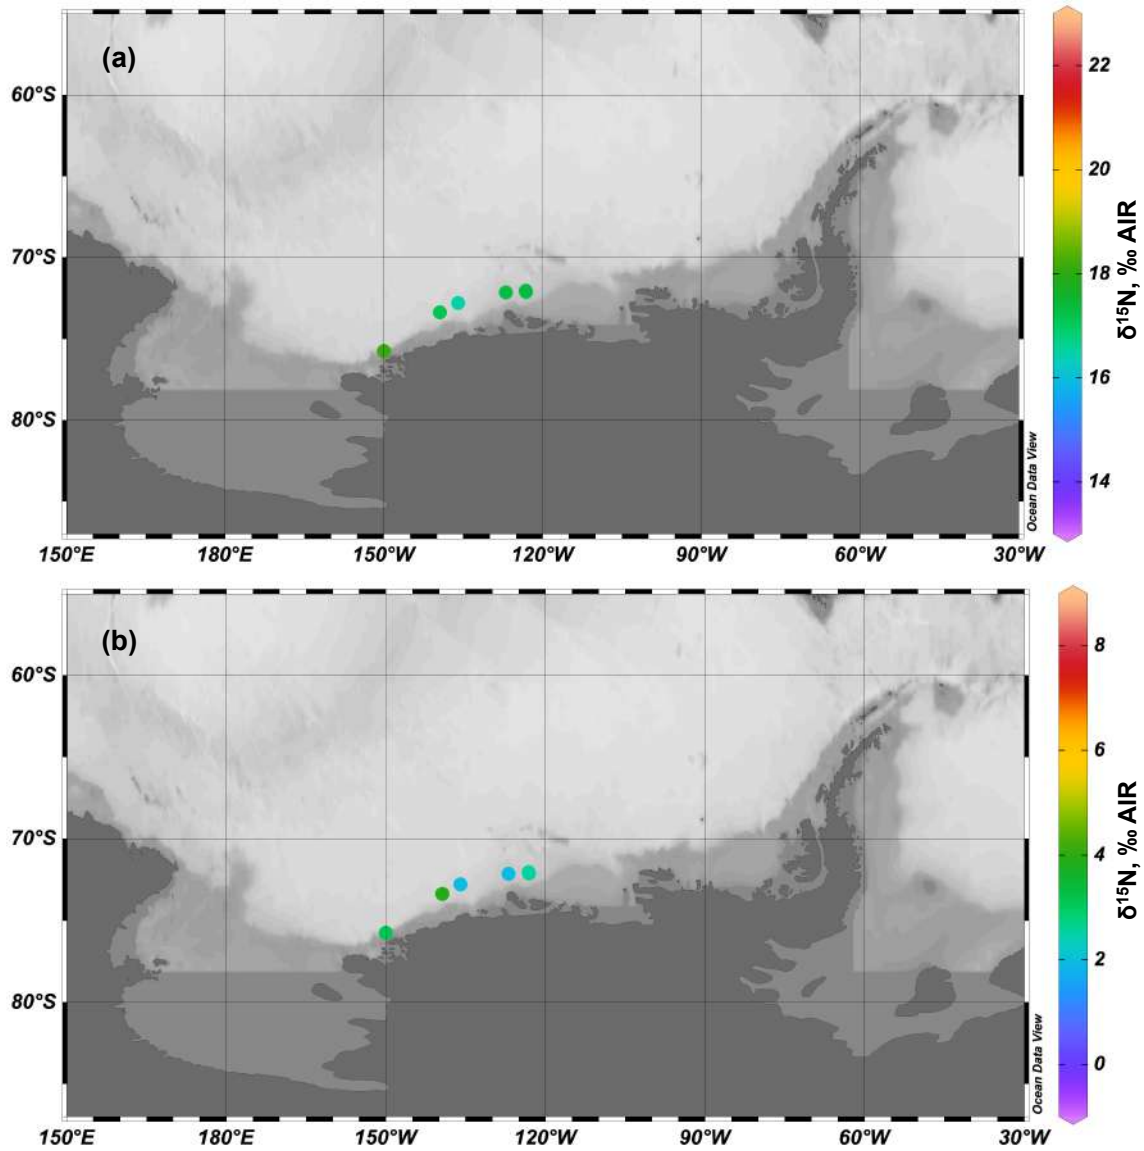 (a)
60°S
70°S
80°S
150°E 180°E 150°W 120°W 90°W 60°W 30°W
Ocean Data View
22
20
18
16
14
δ¹⁵N, ‰ AIR
(b)
60°S
70°S
80°S
150°E 180°E 150°W 120°W 90°W 60°W 30°W
Ocean Data View
8
6
4
2
0
δ¹⁵N, ‰ AIR